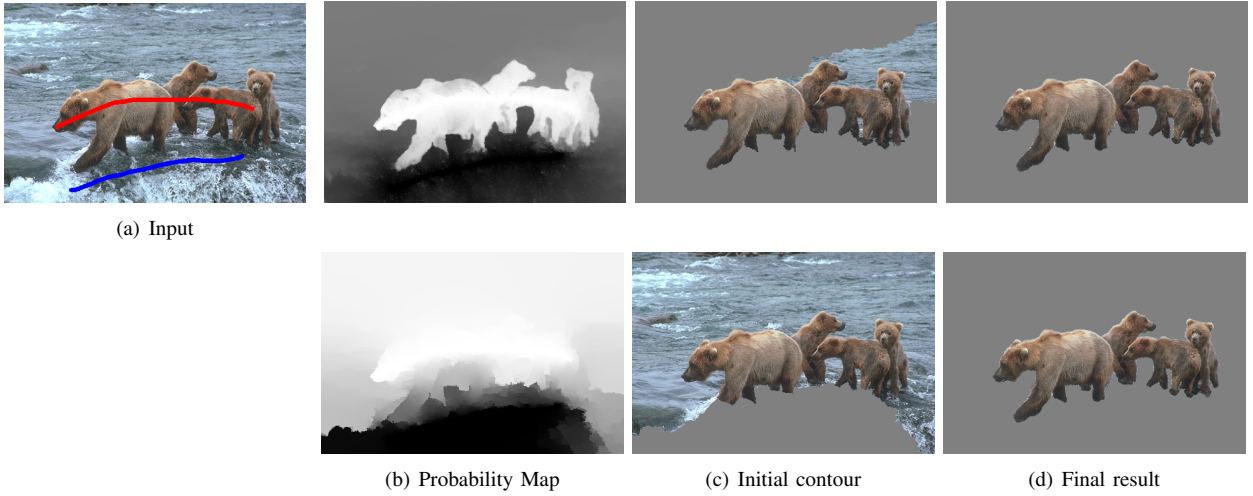 (a) Input
(b) Probability Map
(c) Initial contour
(d) Final result